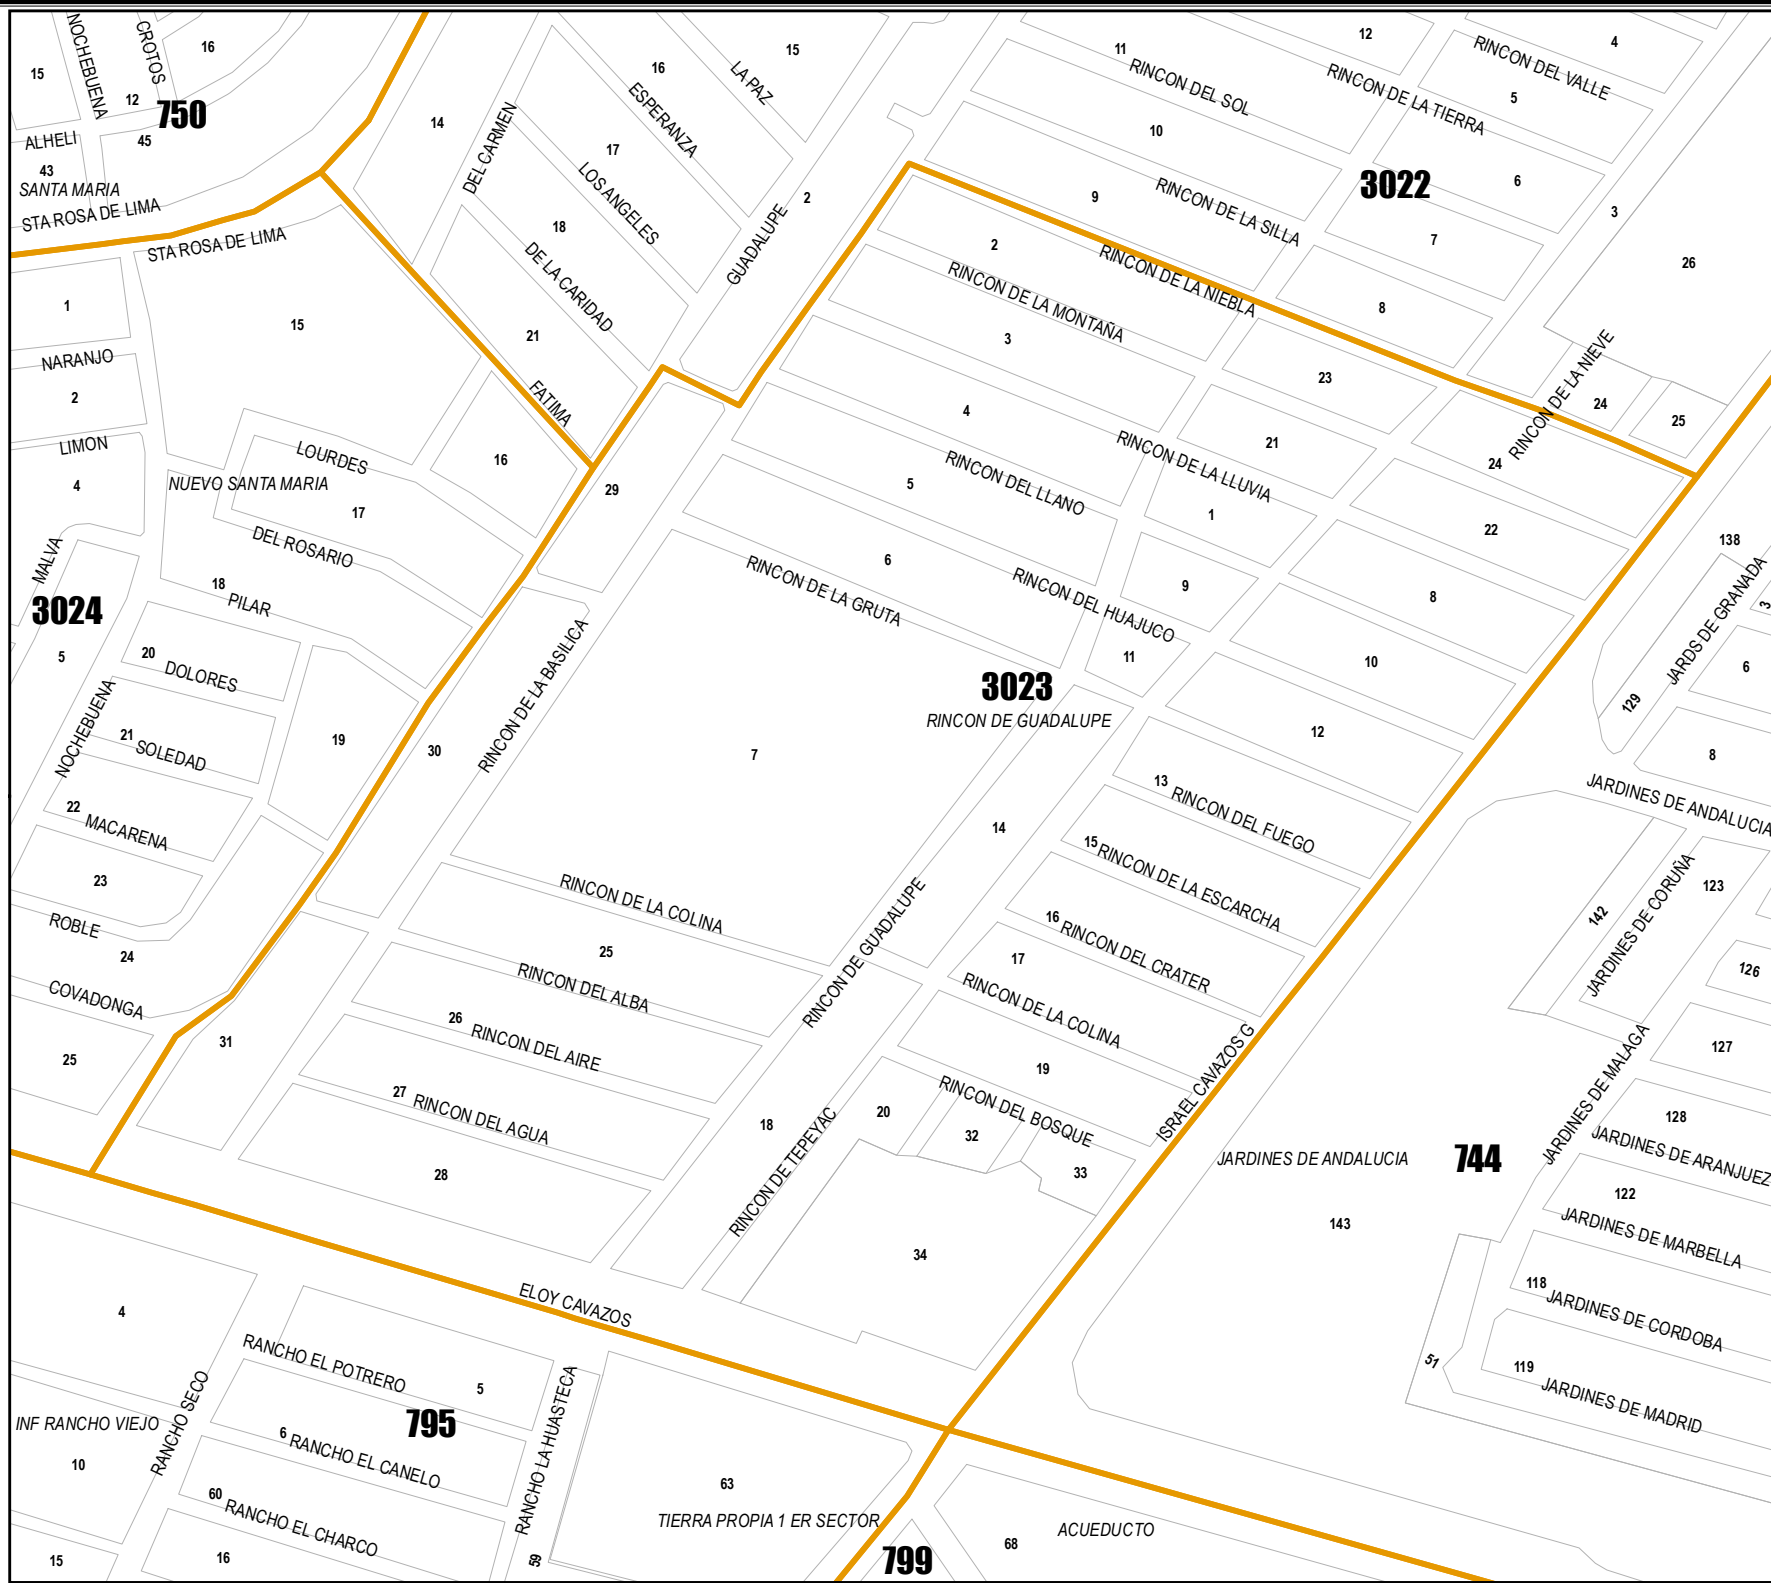 NOCHEBUENA
CROTOS
16
15
12
750
ALHELI
45
43
SANTA MARIA
STA ROSA DE LIMA
STA ROSA DE LIMA
14
DEL CARMEN
16
ESPERANZA
LA PAZ
15
17
LOS ANGELES
18
DE LA CARIDAD
2
GUADALUPE
21
FATIMA
11
RINCON DEL SOL
12
RINCON DE LA TIERRA
4
RINCON DEL VALLE
5
10
9
RINCON DE LA SILLA
3022
6
3
7
26
2
RINCON DE LA NIEBLA
RINCON DE LA MONTAÑA
8
3
23
RINCON DE LA NIEVE
24
25
1
15
NARANJO
2
LIMON
4
LOURDES
16
NUEVO SANTA MARIA
17
DEL ROSARIO
29
4
RINCON DE LA LLUVIA
21
24
5
RINCON DEL LLANO
1
22
MALVA
18
PILAR
3024
5
6
RINCON DE LA GRUTA
RINCON DEL HUAJUCO
9
8
138
JARDS DE GRANADA
3
6
129
20
DOLORES
RINCON DE LA BASILICA
11
10
3023
RINCON DE GUADALUPE
NOCHEBUENA
21
SOLEDAD
19
30
7
12
8
22
MACARENA
14
13
RINCON DEL FUEGO
JARDINES DE ANDALUCIA
23
15
RINCON DE LA ESCARCHA
JARDINES DE CORUÑA
123
142
ROBLE
24
RINCON DE LA COLINA
25
RINCON DE GUADALUPE
16
RINCON DEL CRATER
17
126
COVADONGA
RINCON DEL ALBA
RINCON DE LA COLINA
26
RINCON DEL AIRE
31
25
19
ISRAEL CAVAZOS G
JARDINES DE MALAGA
127
27
RINCON DEL AGUA
18
RINCON DE TEPEYAC
20
RINCON DEL BOSQUE
32
33
128
JARDINES DE ARANJUEZ
28
JARDINES DE ANDALUCIA
744
122
JARDINES DE MARBELLA
143
34
118
JARDINES DE CORDOBA
ELOY CAVAZOS
4
RANCHO EL POTRERO
5
51
119
JARDINES DE MADRID
INF RANCHO VIEJO
RANCHO SECO
795
RANCHO LA HUASTECA
6
RANCHO EL CANELO
10
63
60
RANCHO EL CHARCO
TIERRA PROPIA 1 ER SECTOR
ACUEDUCTO
68
15
16
59
799